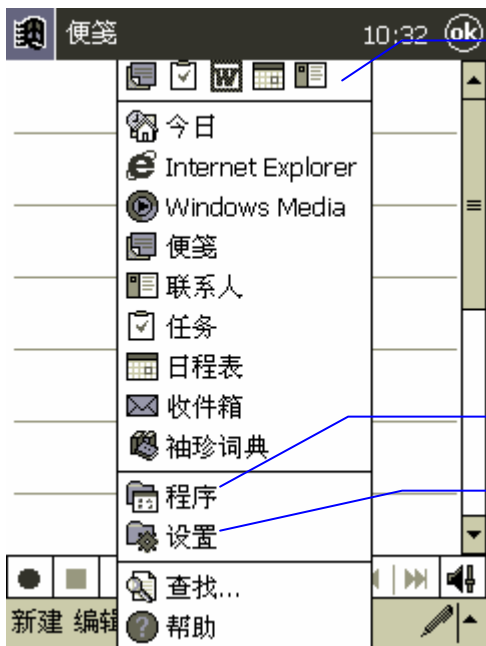 便笺 10:32 ok
今日
Internet Explorer
Windows Media
便笺
联系人
任务
日程表
收件箱
袖珍词典
程序
设置
查找...
帮助
新建 编辑